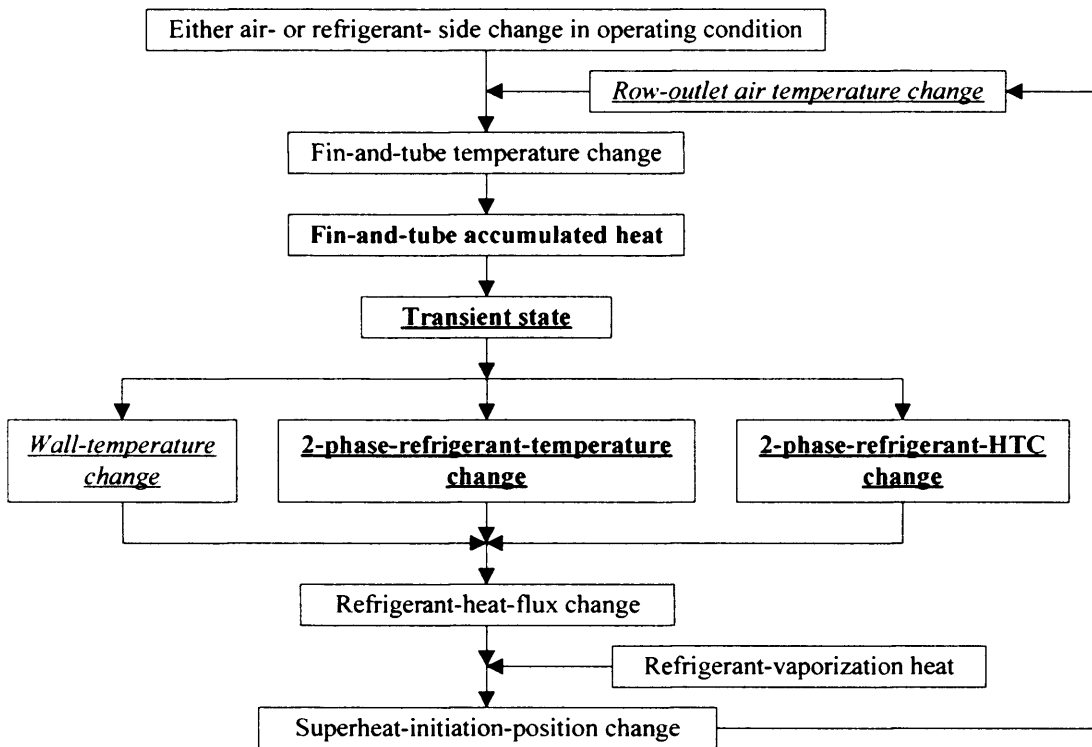 Either air- or refrigerant- side change in operating condition
Row-outlet air temperature change
Fin-and-tube temperature change
Fin-and-tube accumulated heat
Transient state
Wall-temperature
change
2-phase-refrigerant-temperature
change
2-phase-refrigerant-HTC
change
Refrigerant-heat-flux change
Refrigerant-vaporization heat
Superheat-initiation-position change